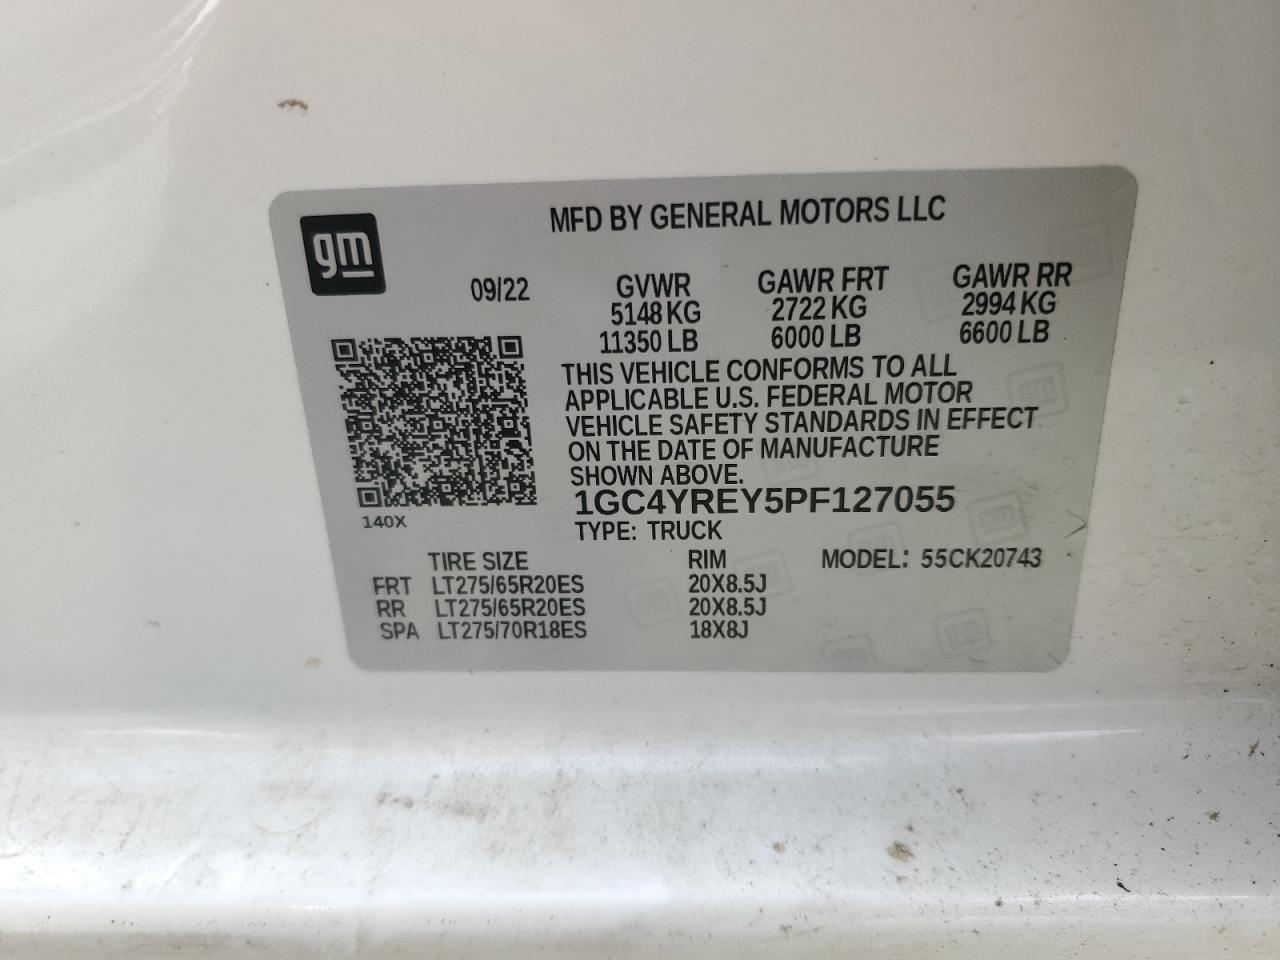 gm
MFD BY GENERAL MOTORS LLC
09/22
GVWR GAWR FRT GAWR RR
5148 KG 2722 KG 2994 KG
11350 LB 6000 LB 6600 LB
THIS VEHICLE CONFORMS TO ALL
APPLICABLE U.S. FEDERAL MOTOR
VEHICLE SAFETY STANDARDS IN EFFECT
ON THE DATE OF MANUFACTURE
SHOWN ABOVE.
1GC4YREY5PF127055
140X
TYPE: TRUCK
TIRE SIZE RIM MODEL: 55CK20743
FRT LT275/65R20ES 20X8.5J
RR LT275/65R20ES 20X8.5J
SPA LT275/70R18ES 18X8J